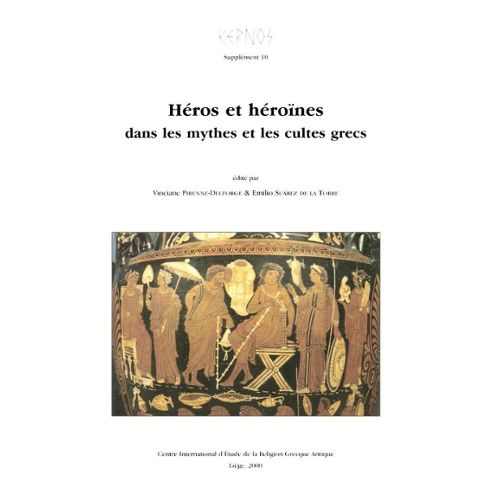 KERNOS
Supplément 10
Héros et héroïnes
dans les mythes et les cultes grecs
édité par
Vinciane PIRENNE-DELFORGE & Emilio SUÁREZ DE LA TORRE
Centre International d'Étude de la Religion Grecque Antique
Liège, 2000